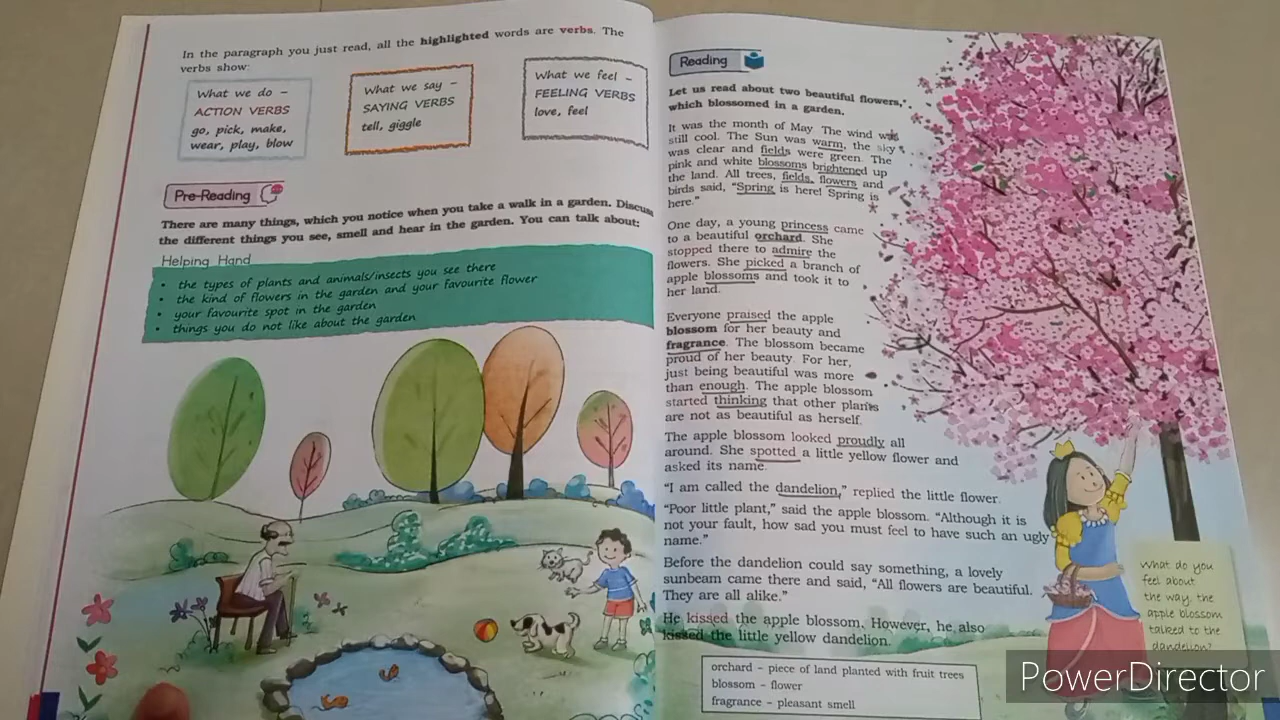 In the paragraph you just read, all the highlighted words are verbs. The
verbs show:
What we do –
ACTION VERBS
go, pick, make,
wear, play, blow
What we say –
SAYING VERBS
tell, giggle
What we feel –
FEELING VERBS
love, feel
Pre-Reading
There are many things, which you notice when you take a walk in a garden. Discuss
the different things you see, smell and hear in the garden. You can talk about:
Helping Hand
• the types of plants and animals/insects you see there
• the kind of flowers in the garden and your favourite flower
• your favourite spot in the garden
• things you do not like about the garden
Reading
Let us read about two beautiful flowers,
which blossomed in a garden.
It was the month of May. The wind was
still cool. The Sun was warm, the sky
was clear and fields were green. The
pink and white blossoms brightened up
the land. All trees, fields, flowers and
birds said, “Spring is here! Spring is
here.”
One day, a young princess came
to a beautiful orchard. She
stopped there to admire the
flowers. She picked a branch of
apple blossoms and took it to
her land.
Everyone praised the apple
blossom for her beauty and
fragrance. The blossom became
proud of her beauty. For her,
just being beautiful was more
than enough. The apple blossom
started thinking that other plants
are not as beautiful as herself.
The apple blossom looked proudly all
around. She spotted a little yellow flower and
asked its name.
“I am called the dandelion,” replied the little flower.
“Poor little plant,” said the apple blossom. “Although it is
not your fault, how sad you must feel to have such an ugly
name.”
Before the dandelion could say something, a lovely
sunbeam came there and said, “All flowers are beautiful.
They are all alike.”
He kissed the apple blossom. However, he also
kissed the little yellow dandelion.
orchard – piece of land planted with fruit trees
blossom – flower
fragrance – pleasant smell
What do you
feel about
the way, the
apple blossom
talked to the
dandelion?
PowerDirector